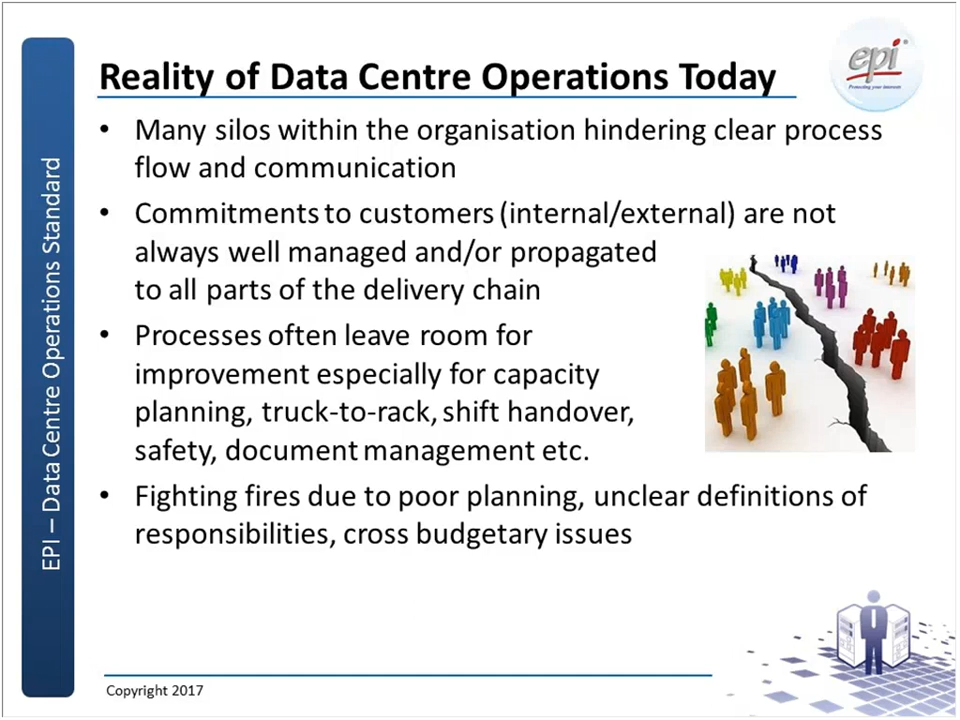 Reality of Data Centre Operations Today
epi®
Protecting your interest
• Many silos within the organisation hindering clear process
flow and communication
• Commitments to customers (internal/external) are not
always well managed and/or propagated
to all parts of the delivery chain
• Processes often leave room for
improvement especially for capacity
planning, truck-to-rack, shift handover,
safety, document management etc.
• Fighting fires due to poor planning, unclear definitions of
responsibilities, cross budgetary issues
EPI – Data Centre Operations Standard
Copyright 2017